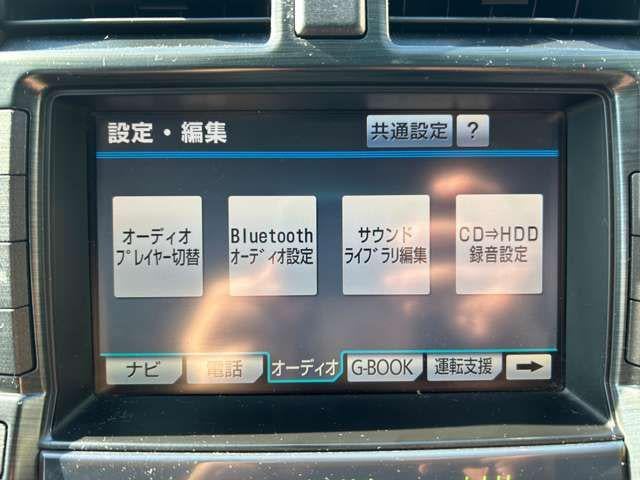 設定・編集
共通設定
?
オーディオ
プレイヤー切替
Bluetooth
オーディオ設定
サウンド
ライブラリ編集
CD⇒HDD
録音設定
ナビ
電話
オーディオ
G-BOOK
運転支援
➡